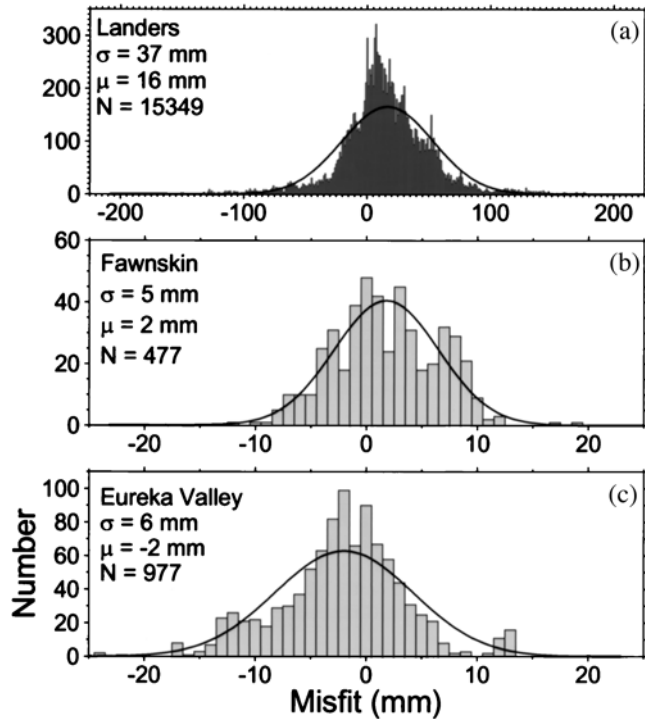 Landers
σ = 37 mm
μ = 16 mm
N = 15349
(a)
300
200
100
0
-200 -100 0 100 200
Fawnskin
σ = 5 mm
μ = 2 mm
N = 477
(b)
60
40
20
0
-20 -10 0 10 20
Eureka Valley
σ = 6 mm
μ = -2 mm
N = 977
(c)
100
80
60
40
20
0
Number
-20 -10 0 10 20
Misfit (mm)